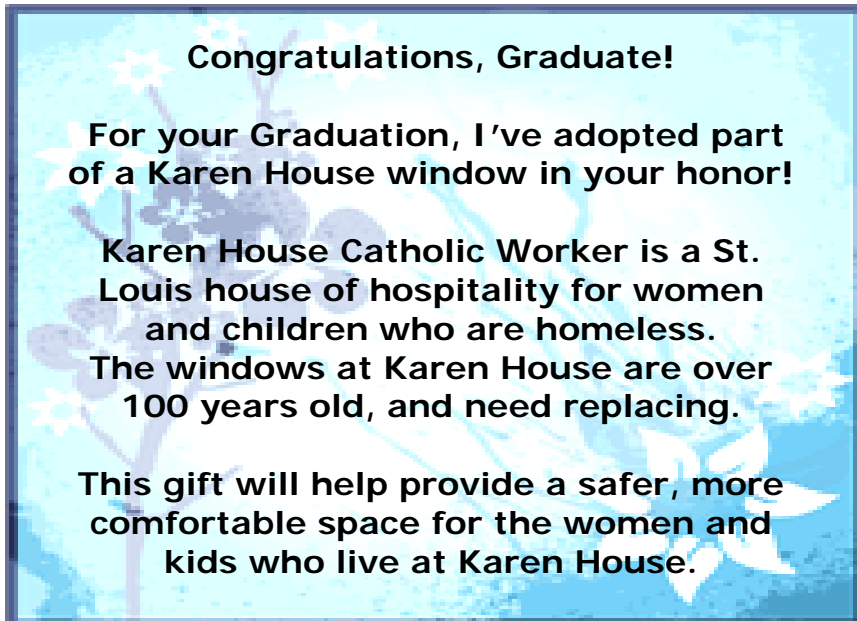 Congratulations, Graduate!
For your Graduation, I've adopted part
of a Karen House window in your honor!
Karen House Catholic Worker is a St.
Louis house of hospitality for women
and children who are homeless.
The windows at Karen House are over
100 years old, and need replacing.
This gift will help provide a safer, more
comfortable space for the women and
kids who live at Karen House.